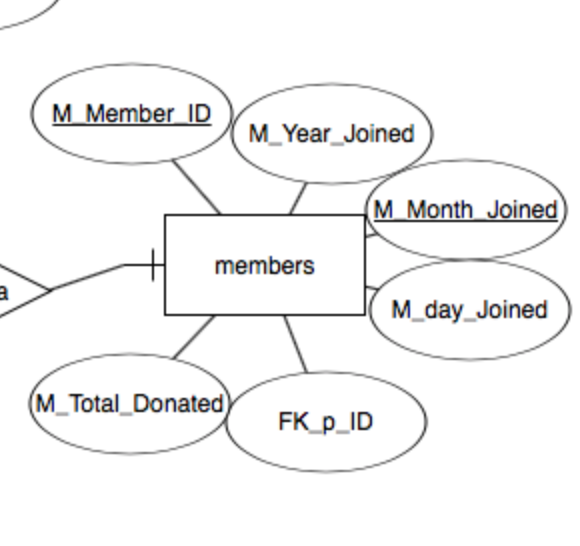 M_Member_ID
M_Year_Joined
M_Month_Joined
members
a
M_day_Joined
M_Total_Donated
FK_p_ID